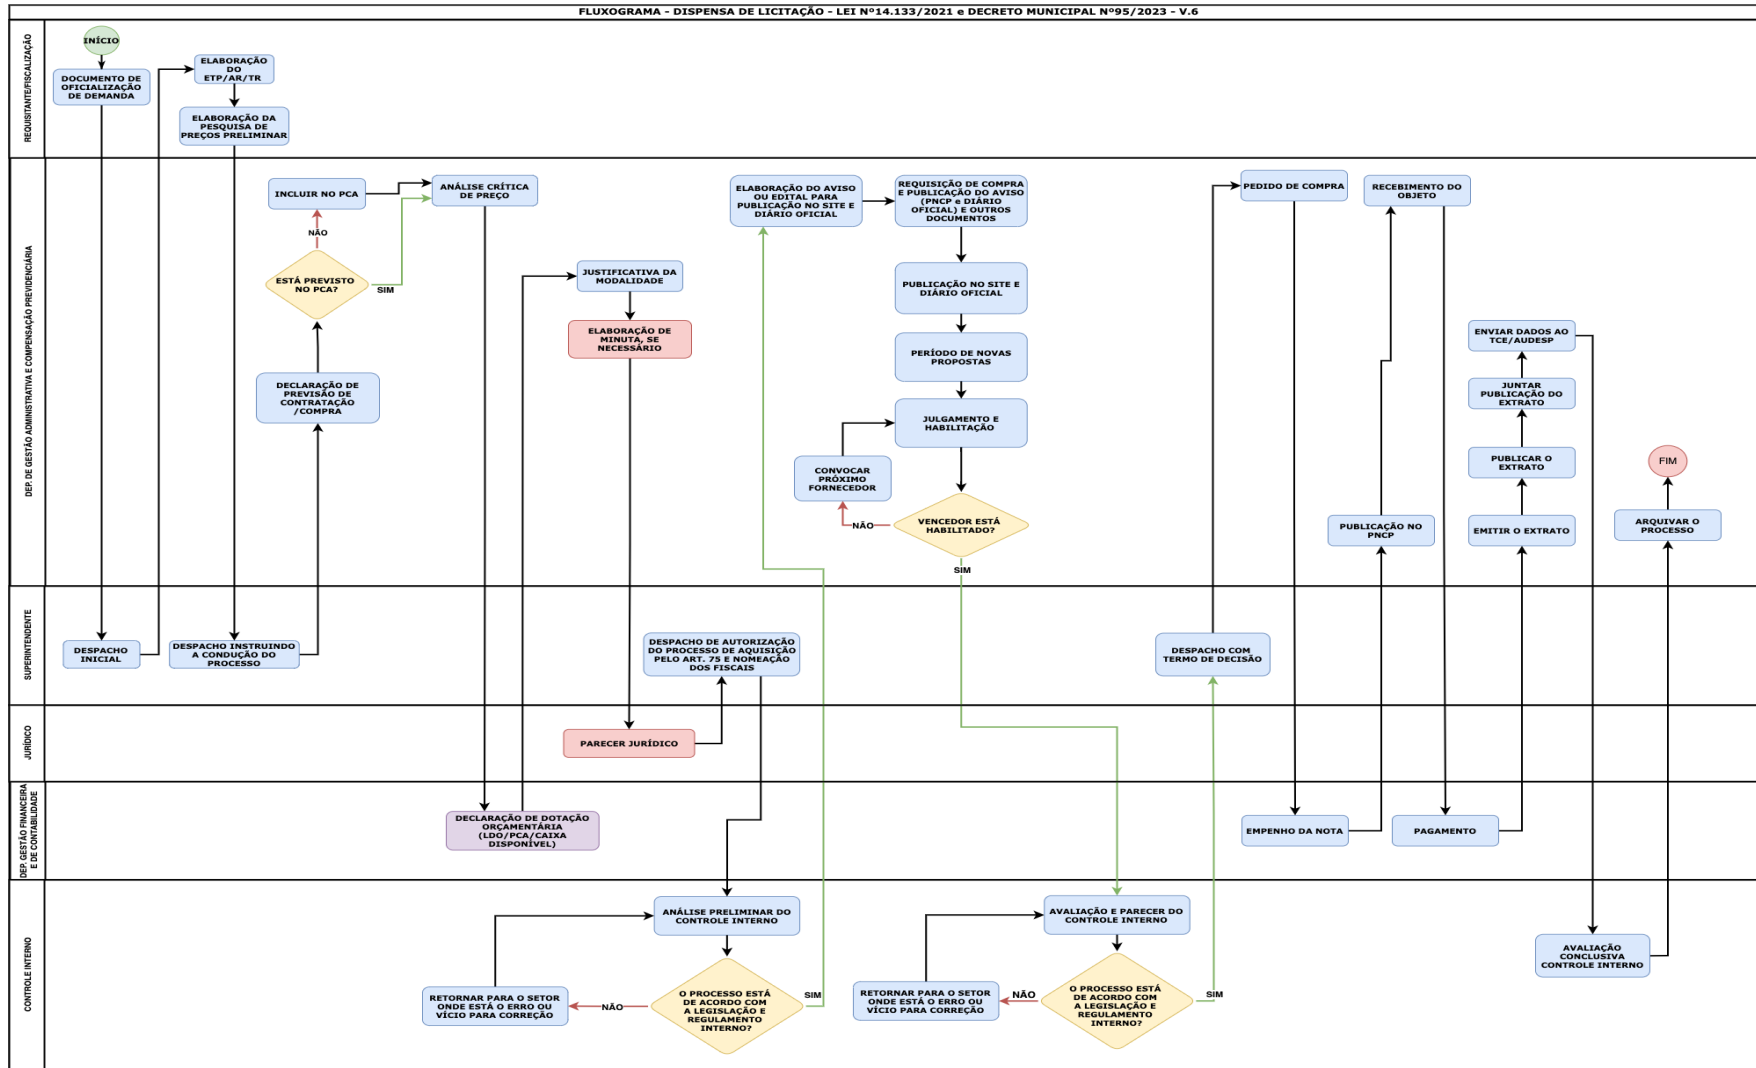 FLUXOGRAMA - DISPENSA DE LICITAÇÃO - LEI Nº14.133/2021 e DECRETO MUNICIPAL Nº95/2023 - V.6
REQUISITANTE/FISCALIZAÇÃO
INÍCIO
DOCUMENTO DE
OFICIALIZAÇÃO
DE DEMANDA
ELABORAÇÃO
DO
ETP/AR/TR
ELABORAÇÃO DA
PESQUISA DE
PREÇOS PRELIMINAR
DEP. DE GESTÃO ADMINISTRATIVA E COMPENSAÇÃO PREVIDENCIÁRIA
INCLUIR NO PCA
ANÁLISE CRÍTICA
DE PREÇO
NÃO
ESTÁ PREVISTO
NO PCA?
SIM
DECLARAÇÃO DE
PREVISÃO DE
CONTRATAÇÃO
/COMPRA
JUSTIFICATIVA DA
MODALIDADE
ELABORAÇÃO DE
MINUTA, SE
NECESSÁRIO
ELABORAÇÃO DO AVISO
OU EDITAL PARA
PUBLICAÇÃO NO SITE E
DIÁRIO OFICIAL
REQUISIÇÃO DE COMPRA
E PUBLICAÇÃO DO AVISO
(PNCP e DIÁRIO
OFICIAL) E OUTROS
DOCUMENTOS
PUBLICAÇÃO NO SITE E
DIÁRIO OFICIAL
PERÍODO DE NOVAS
PROPOSTAS
JULGAMENTO E
HABILITAÇÃO
CONVOCAR
PRÓXIMO
FORNECEDOR
NÃO
VENCEDOR ESTÁ
HABILITADO?
SIM
PEDIDO DE COMPRA
RECEBIMENTO DO
OBJETO
PUBLICAÇÃO NO
PNCP
ENVIAR DADOS AO
TCE/AUDESP
JUNTAR
PUBLICAÇÃO DO
EXTRATO
PUBLICAR O
EXTRATO
EMITIR O EXTRATO
FIM
ARQUIVAR O
PROCESSO
SUPERINTENDENTE
DESPACHO
INICIAL
DESPACHO INSTRUINDO
A CONDUÇÃO DO
PROCESSO
DESPACHO DE AUTORIZAÇÃO
DO PROCESSO DE AQUISIÇÃO
PELO ART. 75 E NOMEAÇÃO
DOS FISCAIS
DESPACHO COM
TERMO DE DECISÃO
JURÍDICO
PARECER JURÍDICO
DEP. GESTÃO FINANCEIRA
E DE CONTABILIDADE
DECLARAÇÃO DE DOTAÇÃO
ORÇAMENTÁRIA
(LDO/PCA/CAIXA
DISPONÍVEL)
EMPENHO DA NOTA
PAGAMENTO
CONTROLE INTERNO
ANÁLISE PRELIMINAR DO
CONTROLE INTERNO
RETORNAR PARA O SETOR
ONDE ESTÁ O ERRO OU
VÍCIO PARA CORREÇÃO
NÃO
O PROCESSO ESTÁ
DE ACORDO COM
A LEGISLAÇÃO E
REGULAMENTO
INTERNO?
SIM
AVALIAÇÃO E PARECER DO
CONTROLE INTERNO
RETORNAR PARA O SETOR
ONDE ESTÁ O ERRO OU
VÍCIO PARA CORREÇÃO
NÃO
O PROCESSO ESTÁ
DE ACORDO COM
A LEGISLAÇÃO E
REGULAMENTO
INTERNO?
SIM
AVALIAÇÃO
CONCLUSIVA
CONTROLE INTERNO